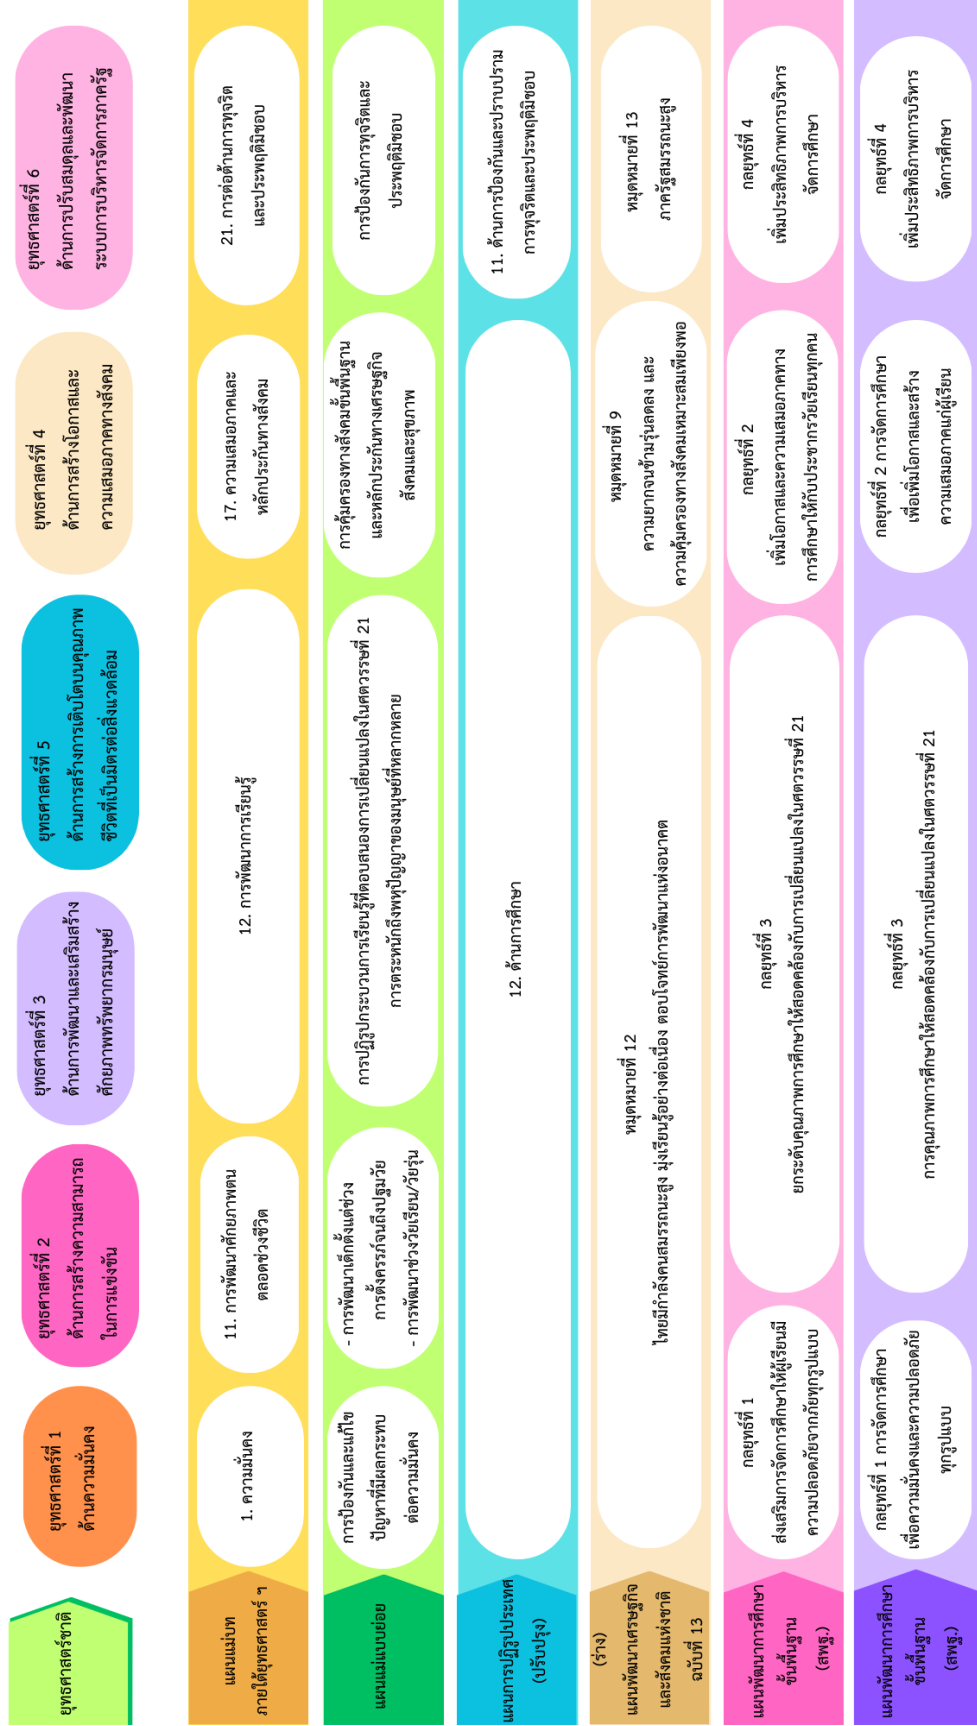 ยุทธศาสตร์ชาติ
ยุทธศาสตร์ที่ 1
ด้านความมั่นคง
ยุทธศาสตร์ที่ 2
ด้านการสร้างความสามารถ
ในการแข่งขัน
ยุทธศาสตร์ที่ 3
ด้านการพัฒนาและเสริมสร้าง
ศักยภาพทรัพยากรมนุษย์
ยุทธศาสตร์ที่ 5
ด้านการสร้างการเติบโตบนคุณภาพ
ชีวิตที่เป็นมิตรต่อสิ่งแวดล้อม
ยุทธศาสตร์ที่ 4
ด้านการสร้างโอกาสและ
ความเสมอภาคทางสังคม
ยุทธศาสตร์ที่ 6
ด้านการปรับสมดุลและพัฒนา
ระบบการบริหารจัดการภาครัฐ
แผนแม่บท
ภายใต้ยุทธศาสตร์ ฯ
1. ความมั่นคง
11. การพัฒนาศักยภาพตน
ตลอดช่วงชีวิต
12. การพัฒนาการเรียนรู้
17. ความเสมอภาคและ
หลักประกันทางสังคม
21. การต่อต้านการทุจริต
และประพฤติมิชอบ
แผนแม่แบบย่อย
การป้องกันและแก้ไข
ปัญหาที่มีผลกระทบ
ต่อความมั่นคง
- การพัฒนาเด็กตั้งแต่ช่วง
การตั้งครรภ์จนถึงปฐมวัย
- การพัฒนาช่วงวัยเรียน/วัยรุ่น
การปฏิรูปกระบวนการเรียนรู้ที่ตอบสนองการเปลี่ยนแปลงในศตวรรษที่ 21
การตระหนักถึงพหุปัญญาของมนุษย์ที่หลากหลาย
การคุ้มครองทางสังคมขั้นพื้นฐาน
และหลักประกันทางเศรษฐกิจ
สังคมและสุขภาพ
การป้องกันการทุจริตและ
ประพฤติมิชอบ
แผนการปฏิรูปประเทศ
(ปรับปรุง)
12. ด้านการศึกษา
11. ด้านการป้องกันและปราบปราม
การทุจริตและประพฤติมิชอบ
(ร่าง)
แผนพัฒนาเศรษฐกิจ
และสังคมแห่งชาติ
ฉบับที่ 13
หมุดหมายที่ 12
ไทยมีกำลังคนสมรรถนะสูง มุ่งเรียนรู้อย่างต่อเนื่อง ตอบโจทย์การพัฒนาแห่งอนาคต
หมุดหมายที่ 9
ความยากจนข้ามรุ่นลดลง และ
ความคุ้มครองทางสังคมเหมาะสมเพียงพอ
หมุดหมายที่ 13
ภาครัฐสมรรถนะสูง
แผนพัฒนาการศึกษา
ขั้นพื้นฐาน
(สพฐ.)
กลยุทธ์ที่ 1
ส่งเสริมการจัดการศึกษาให้ผู้เรียนมี
ความปลอดภัยจากภัยทุกรูปแบบ
กลยุทธ์ที่ 3
ยกระดับคุณภาพการศึกษาให้สอดคล้องกับการเปลี่ยนแปลงในศตวรรษที่ 21
กลยุทธ์ที่ 2
เพิ่มโอกาสและความเสมอภาคทาง
การศึกษาให้กับประชากรวัยเรียนทุกคน
กลยุทธ์ที่ 4
เพิ่มประสิทธิภาพการบริหาร
จัดการศึกษา
แผนพัฒนาการศึกษา
ขั้นพื้นฐาน
(สพฐ.)
กลยุทธ์ที่ 1 การจัดการศึกษา
เพื่อความมั่นคงและความปลอดภัย
ทุกรูปแบบ
กลยุทธ์ที่ 3
การคุณภาพการศึกษาให้สอดคล้องกับการเปลี่ยนแปลงในศตวรรษที่ 21
กลยุทธ์ที่ 2 การจัดการศึกษา
เพื่อเพิ่มโอกาสและสร้าง
ความเสมอภาคแก่ผู้เรียน
กลยุทธ์ที่ 4
เพิ่มประสิทธิภาพการบริหาร
จัดการศึกษา